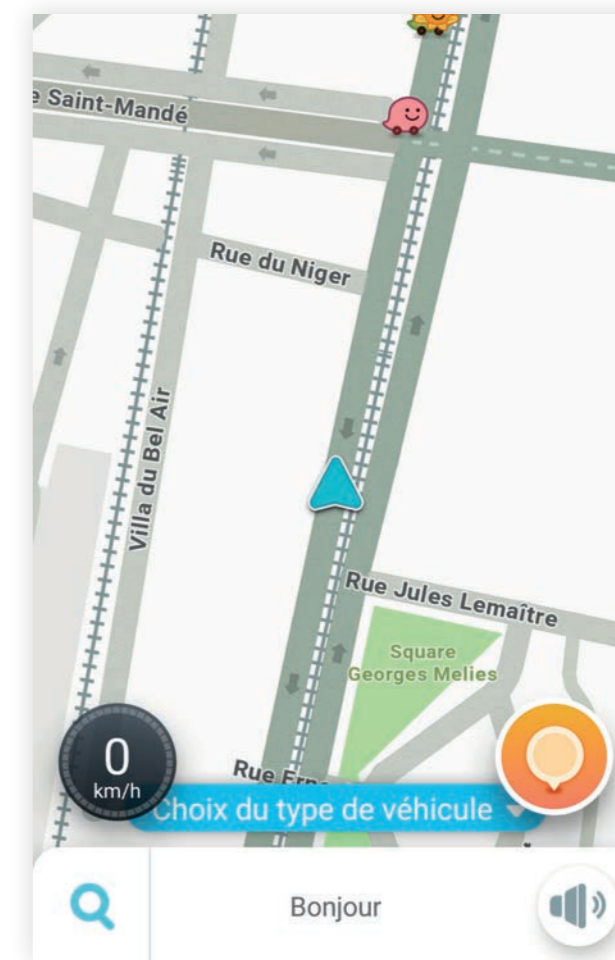 e Saint-Mandé
Rue du Niger
Villa du Bel Air
Rue Jules Lemaître
Square
Georges Melies
0
km/h
Rue
Choix du type de véhicule
Bonjour